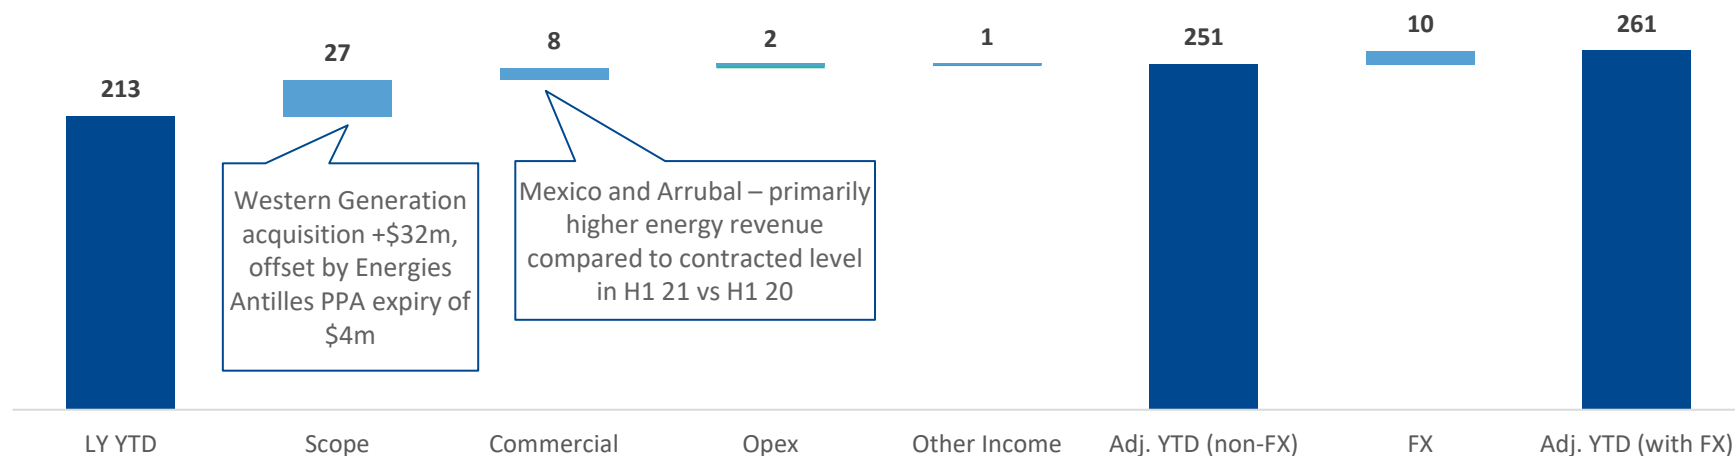 213
27
8
2
1
251
10
261
Western Generation
acquisition +$32m,
offset by Energies
Antilles PPA expiry of
$4m
Mexico and Arrubal – primarily
higher energy revenue
compared to contracted level
in H1 21 vs H1 20
LY YTD
Scope
Commercial
Opex
Other Income
Adj. YTD (non-FX)
FX
Adj. YTD (with FX)